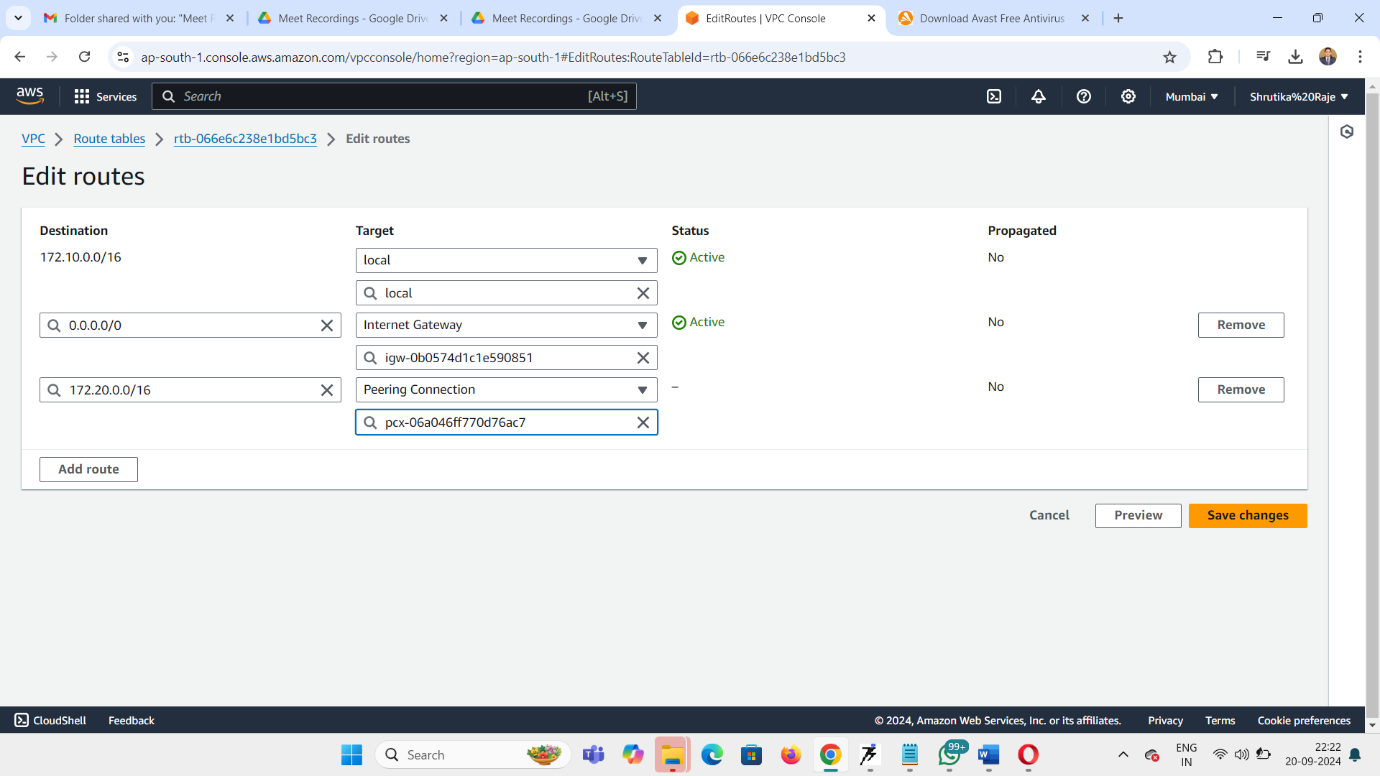 Folder shared with you: "Meet R
Meet Recordings - Google Drive
Meet Recordings - Google Drive
EditRoutes | VPC Console
Download Avast Free Antivirus
ap-south-1.console.aws.amazon.com/vpcconsole/home?region=ap-south-1#EditRoutes:RouteTableId=rtb-066e6c238e1bd5bc3
aws
Services
Search
[Alt+S]
Mumbai
Shrutika%20Raje
VPC
Route tables
rtb-066e6c238e1bd5bc3
Edit routes
Edit routes
Destination Target Status Propagated
172.10.0.0/16 local Active No
local
0.0.0.0/0 Internet Gateway Active No Remove
igw-0b0574d1c1e590851
172.20.0.0/16 Peering Connection – No Remove
pcx-06a046ff770d76ac7
Add route
Cancel Preview Save changes
CloudShell Feedback © 2024, Amazon Web Services, Inc. or its affiliates. Privacy Terms Cookie preferences
Search
99+
ENG
IN
22:22
20-09-2024